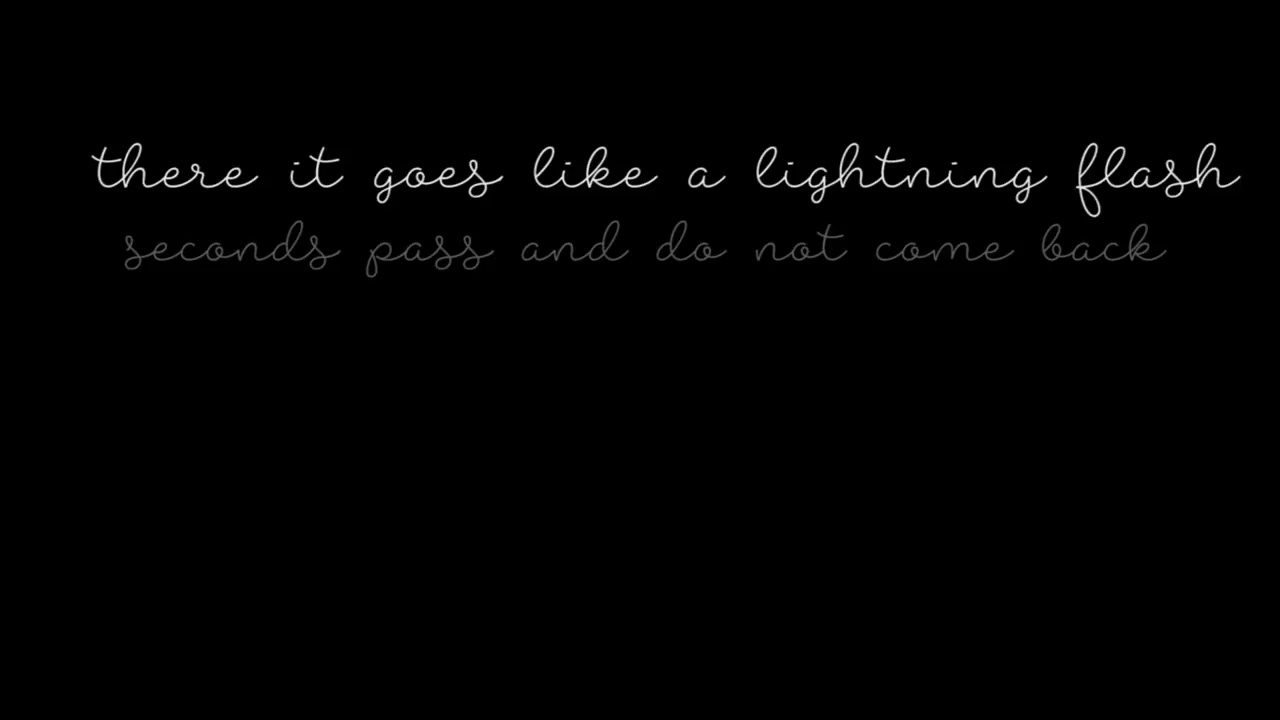 there it goes like a lightning flash
seconds pass and do not come back